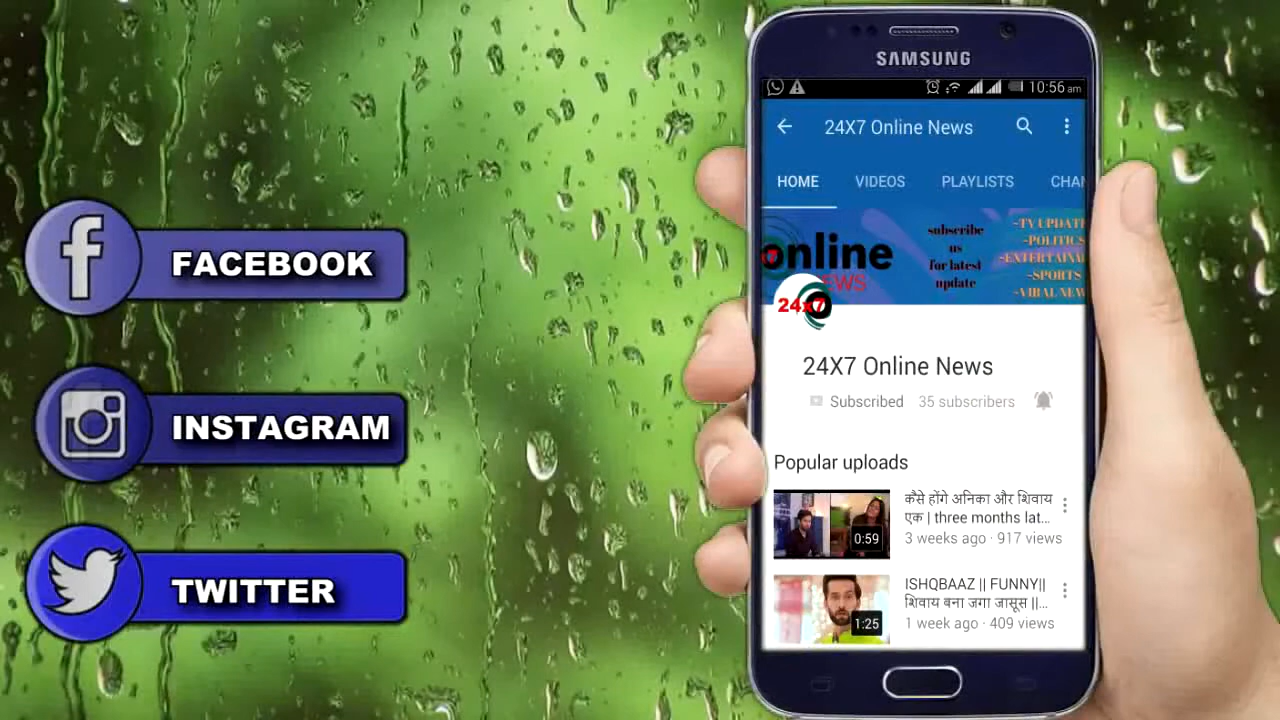 FACEBOOK
INSTAGRAM
TWITTER
SAMSUNG
10:56 am
24X7 Online News
HOME VIDEOS PLAYLISTS CHAN
online
NEWS
24x7
subscribe
us
for latest
update
-TV UPDATE
-POLITICS
-ENTERTAINM
-SPORTS
-VIRAL NEW
24X7 Online News
Subscribed 35 subscribers
Popular uploads
कैसे होंगे अनिका और शिवाय
एक | three months lat...
3 weeks ago · 917 views
0:59
ISHQBAAZ || FUNNY||
शिवाय बना जगा जासूस ||...
1 week ago · 409 views
1:25